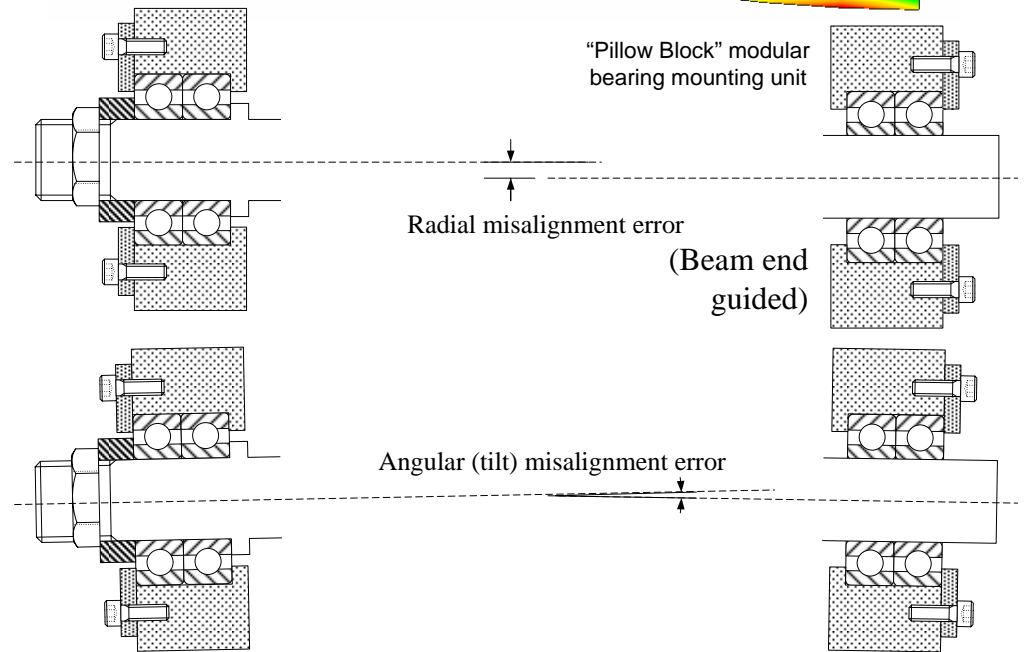 “Pillow Block” modular
bearing mounting unit
Radial misalignment error
(Beam end
guided)
Angular (tilt) misalignment error